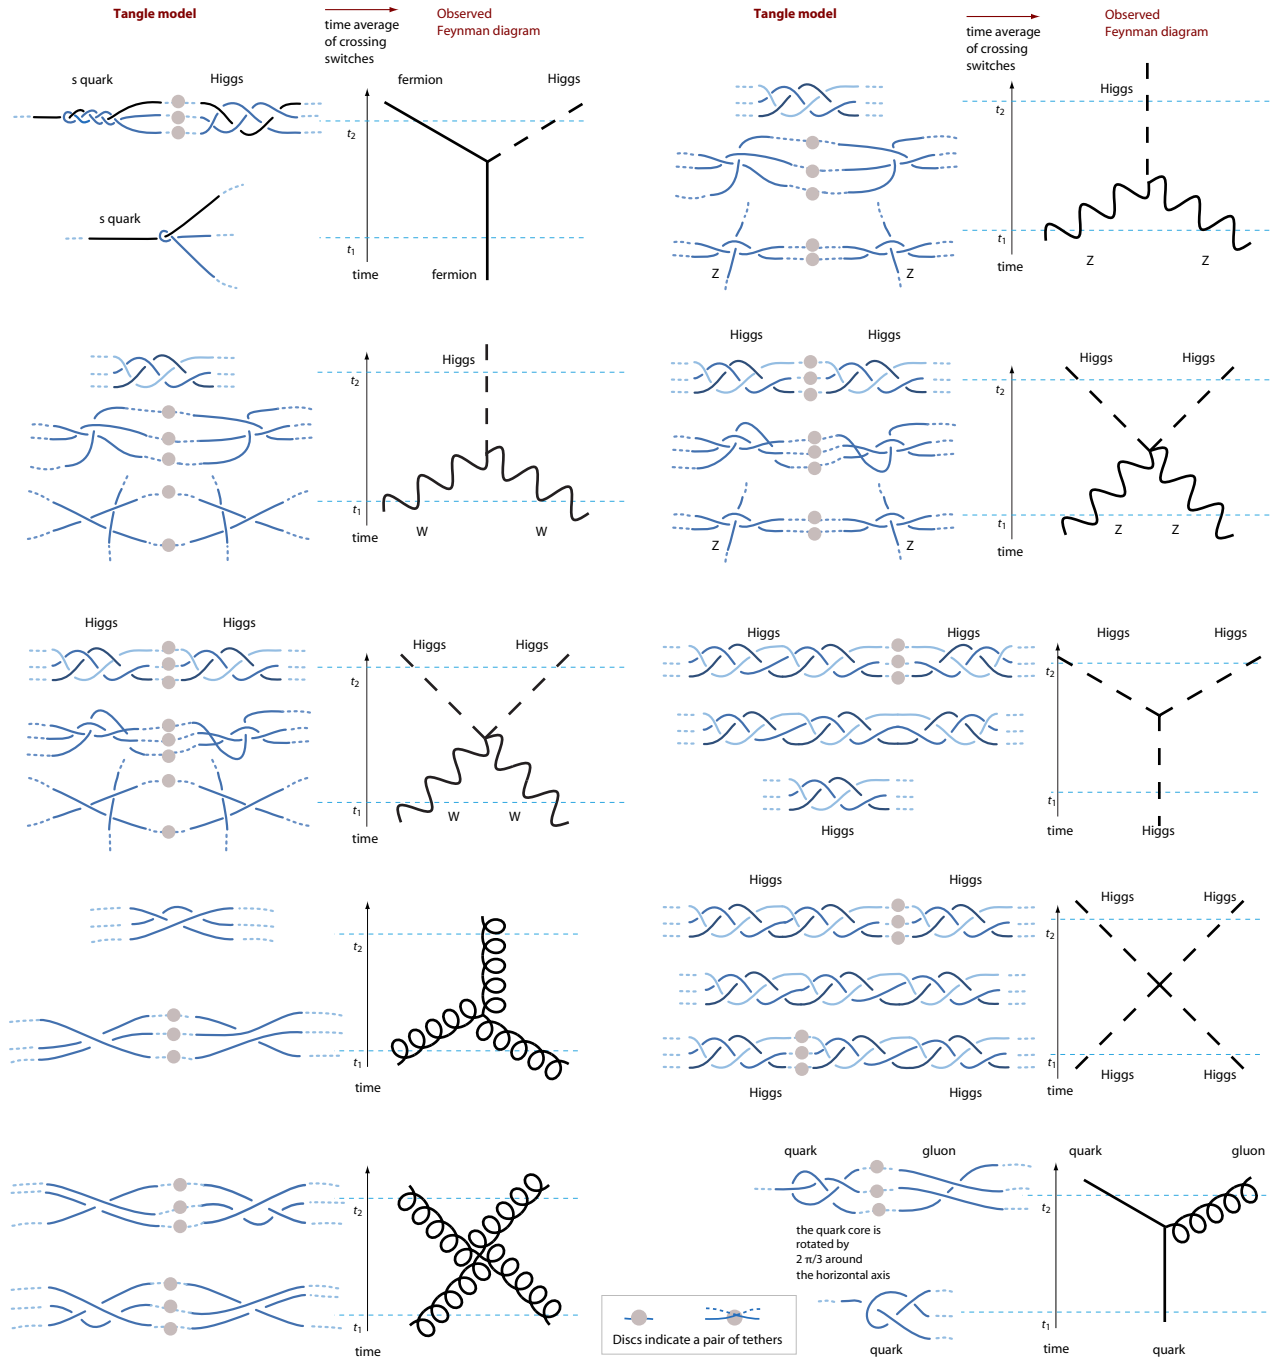 Tangle model
time average
of crossing
switches
Observed
Feynman diagram
s quark
Higgs
s quark
fermion
Higgs
t2
t1
time
fermion
Higgs
t2
t1
time
W
W
Higgs
Higgs
Higgs
Higgs
t2
t1
time
W
W
t2
t1
time
t2
t1
time
Tangle model
time average
of crossing
switches
Observed
Feynman diagram
Z
Z
Higgs
t2
t1
time
Z
Z
Higgs
Higgs
Z
Z
Higgs
Higgs
t2
t1
time
Z
Z
Higgs
Higgs
Higgs
Higgs
Higgs
t2
t1
time
Higgs
Higgs
Higgs
Higgs
Higgs
Higgs
Higgs
t2
t1
time
Higgs
Higgs
quark
gluon
the quark core is
rotated by
2 π/3 around
the horizontal axis
quark
quark
gluon
t2
t1
time
quark
Discs indicate a pair of tethers